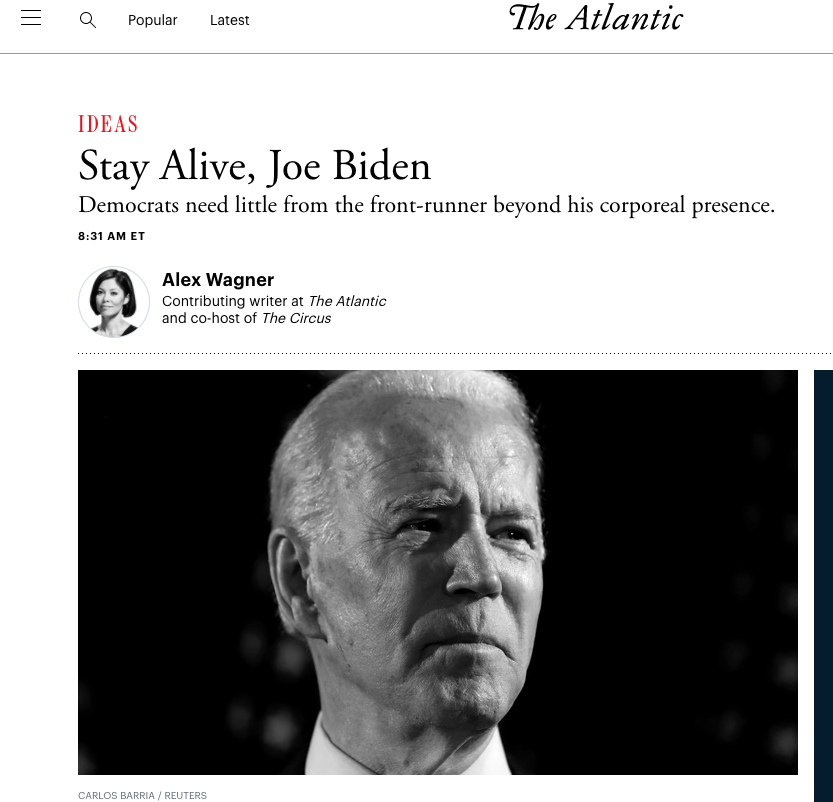 Popular Latest The Atlantic
IDEAS
Stay Alive, Joe Biden
Democrats need little from the front-runner beyond his corporeal presence.
8:31 AM ET
Alex Wagner
Contributing writer at The Atlantic
and co-host of The Circus
CARLOS BARRIA / REUTERS